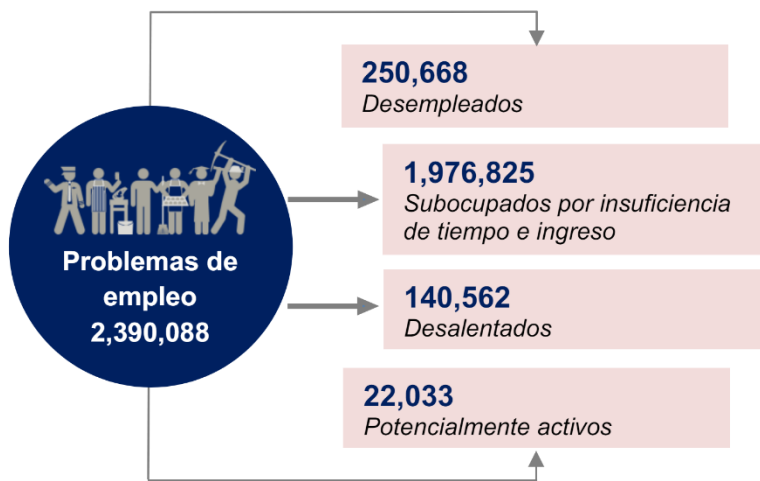 Problemas de
empleo
2,390,088
250,668
Desempleados
1,976,825
Subocupados por insuficiencia
de tiempo e ingreso
140,562
Desalentados
22,033
Potencialmente activos